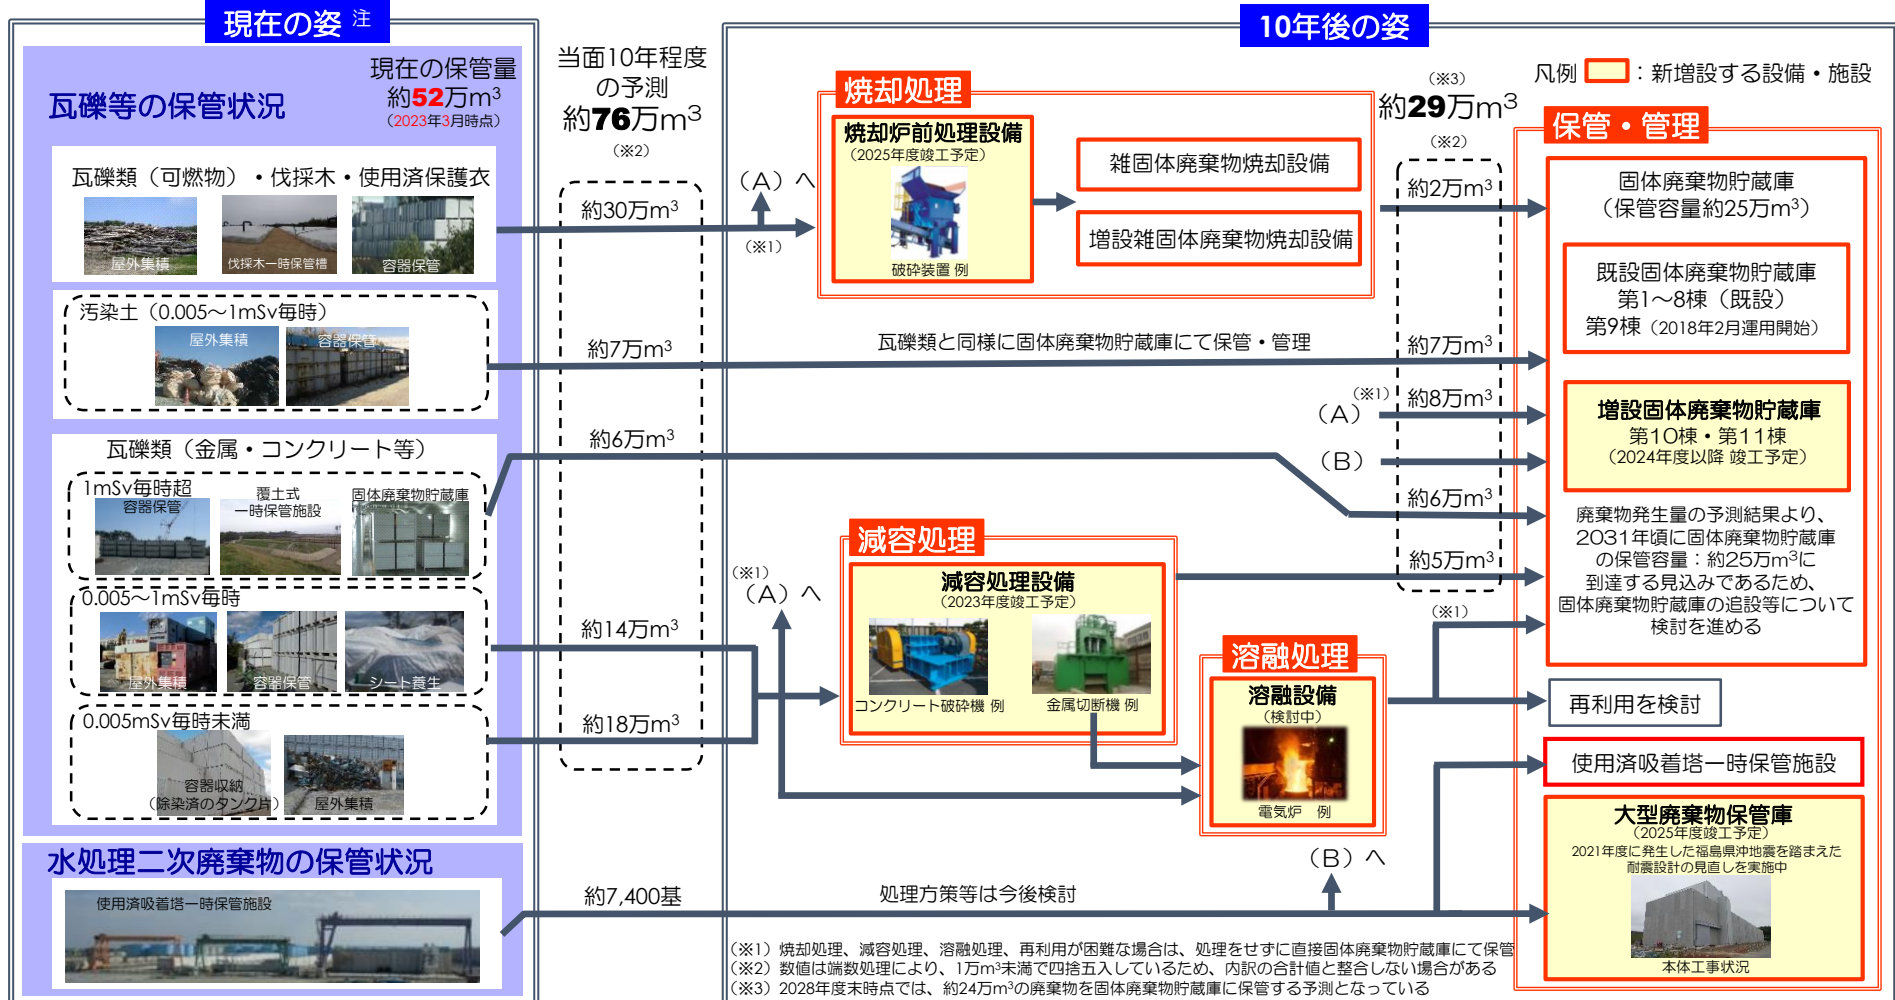 現在の姿 注
瓦礫等の保管状況
現在の保管量
約52万m³
（2023年3月時点）
瓦礫類（可燃物）・伐採木・使用済保護衣
屋外集積
伐採木一時保管槽
容器保管
汚染土（0.005～1mSv毎時）
屋外集積
容器保管
瓦礫類（金属・コンクリート等）
1mSv毎時超
容器保管
覆土式
一時保管施設
固体廃棄物貯蔵庫
0.005～1mSv毎時
屋外集積
容器保管
シート養生
0.005mSv毎時未満
容器収納
（除染済のタンク片）
屋外集積
水処理二次廃棄物の保管状況
使用済吸着塔一時保管施設
当面10年程度
の予測
約76万m³
（※2）
約30万m³
約7万m³
約6万m³
約14万m³
約18万m³
約7,400基
10年後の姿
凡例 ：新増設する設備・施設
焼却処理
焼却炉前処理設備
（2025年度竣工予定）
破砕装置 例
雑固体廃棄物焼却設備
増設雑固体廃棄物焼却設備
（A）へ
（※1）
瓦礫類と同様に固体廃棄物貯蔵庫にて保管・管理
（※3）
約29万m³
（※2）
約2万m³
約7万m³
（※1）
（A）
約8万m³
（B）
約6万m³
約5万m³
（※1）
減容処理
減容処理設備
（2023年度竣工予定）
コンクリート破砕機 例
金属切断機 例
（※1）
（A）へ
溶融処理
溶融設備
（検討中）
電気炉　例
（B）へ
処理方策等は今後検討
保管・管理
固体廃棄物貯蔵庫
（保管容量約25万m³）
既設固体廃棄物貯蔵庫
第1～8棟（既設）
第9棟（2018年2月運用開始）
増設固体廃棄物貯蔵庫
第10棟・第11棟
（2024年度以降 竣工予定）
廃棄物発生量の予測結果より、
2031年頃に固体廃棄物貯蔵庫
の保管容量：約25万m³に
到達する見込みであるため、
固体廃棄物貯蔵庫の追設等について
検討を進める
再利用を検討
使用済吸着塔一時保管施設
大型廃棄物保管庫
（2025年度竣工予定）
2021年度に発生した福島県沖地震を踏まえた
耐震設計の見直しを実施中
本体工事状況
（※1）焼却処理、減容処理、溶融処理、再利用が困難な場合は、処理をせずに直接固体廃棄物貯蔵庫にて保管
（※2）数値は端数処理により、1万m³未満で四捨五入しているため、内訳の合計値と整合しない場合がある
（※3）2028年度末時点では、約24万m³の廃棄物を固体廃棄物貯蔵庫に保管する予測となっている